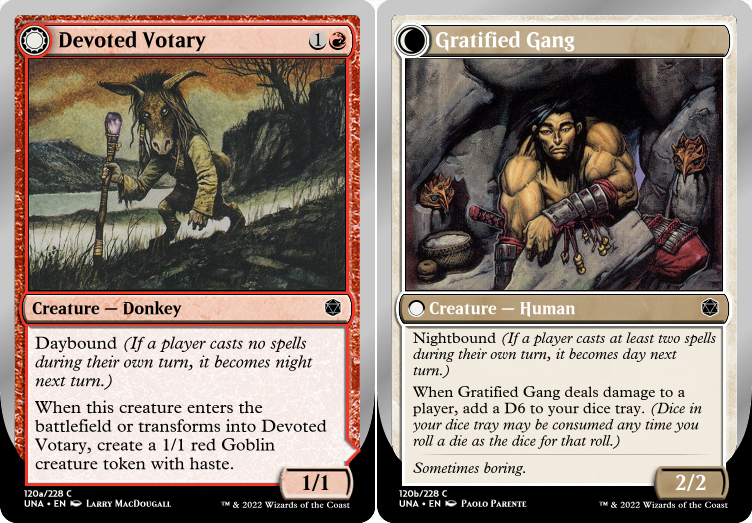 Devoted Votary
1
Creature — Donkey
Daybound (If a player casts no spells
during their own turn, it becomes night
next turn.)
When this creature enters the
battlefield or transforms into Devoted
Votary, create a 1/1 red Goblin
creature token with haste.
1/1
120a/228 C
UNA • EN Larry MacDougall
™ & © 2022 Wizards of the Coast
Gratified Gang
Creature — Human
Nightbound (If a player casts at least two spells
during their own turn, it becomes day next
turn.)
When Gratified Gang deals damage to a
player, add a D6 to your dice tray. (Dice in
your dice tray may be consumed any time you
roll a die as the dice for that roll.)
Sometimes boring.
2/2
120b/228 C
UNA • EN Paolo Parente
™ & © 2022 Wizards of the Coast